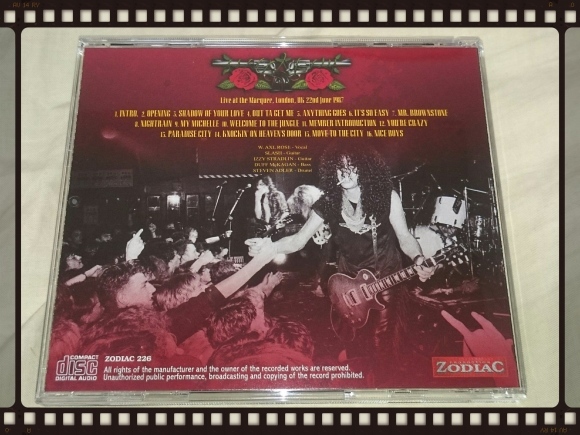 Live at the Marquee, London, UK 22nd June 1987
1. INTRO. 2. OPENING 3. SHADOW OF YOUR LOVE 4. OUT TA GET ME 5. ANYTHING GOES 6. IT'S SO EASY 7. MR. BROWNSTONE
8. NIGHTRAIN 9. MY MICHELLE 10. WELCOME TO THE JUNGLE 11. MEMBER INTRODUCTION 12. YOU'RE CRAZY
13. PARADISE CITY 14. KNOCKIN' ON HEAVEN'S DOOR 15. MOVE TO THE CITY 16. NICE BOYS
W. AXL ROSE - Vocal
SLASH - Guitar
IZZY STRADLIN - Guitar
DUFF McKAGAN - Bass
STEVEN ADLER - Drums
COMPACT
disc
DIGITAL AUDIO
ZODIAC 226
All rights of the manufacturer and the owner of the recorded works are reserved.
Unauthorized public performance, broadcasting and copying of the record prohibited.
ZODIAC